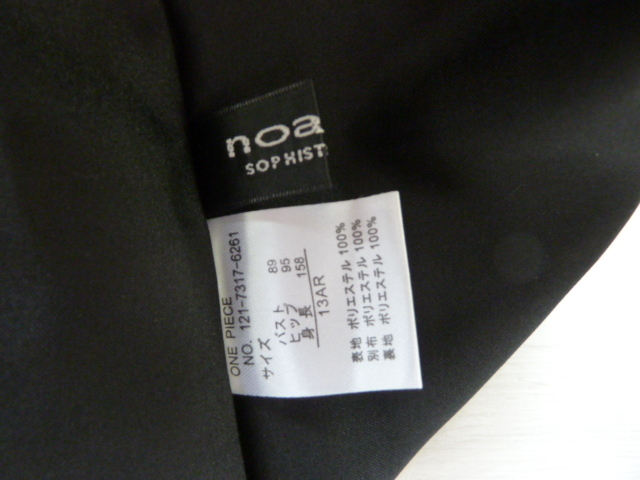 noa
SOPHIST
ONE PIECE
NO. 121-7317-6261
サイズ
バスト 89
ヒップ 95
身長 158
13AR
表地 ポリエステル 100%
別布 ポリエステル 100%
裏地 ポリエステル 100%